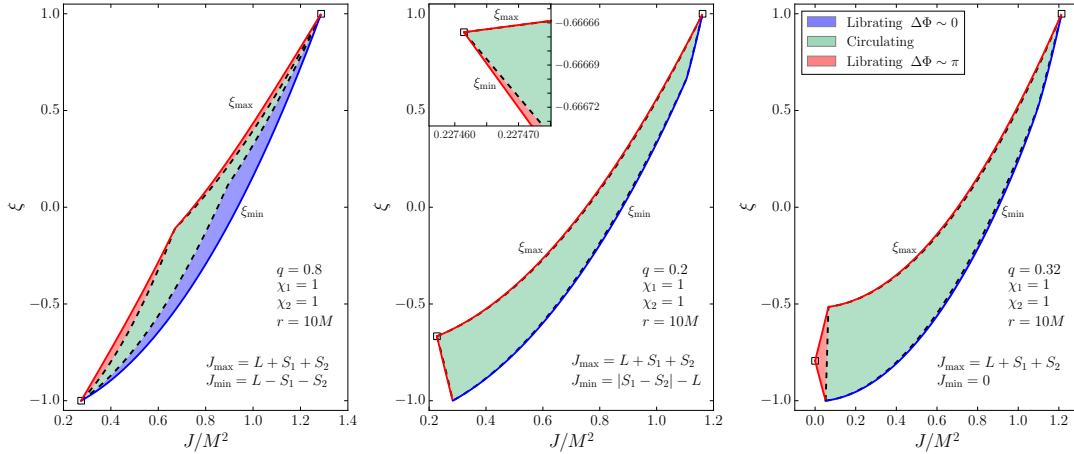 1.0
0.5
0.0
−0.5
−1.0
ξ
0.2 0.4 0.6 0.8 1.0 1.2 1.4
J/M²
ξmax
ξmin
q = 0.8
χ₁ = 1
χ₂ = 1
r = 10M
Jmax = L + S₁ + S₂
Jmin = L − S₁ − S₂
1.0
0.5
0.0
−0.5
−1.0
ξ
0.2 0.4 0.6 0.8 1.0 1.2
J/M²
ξmax
ξmin
−0.66666
−0.66669
−0.66672
0.227460 0.227470
ξmax
ξmin
q = 0.2
χ₁ = 1
χ₂ = 1
r = 10M
Jmax = L + S₁ + S₂
Jmin = |S₁ − S₂| − L
1.0
0.5
0.0
−0.5
−1.0
ξ
0.0 0.2 0.4 0.6 0.8 1.0 1.2
J/M²
Librating ΔΦ ∼ 0
Circulating
Librating ΔΦ ∼ π
ξmax
ξmin
q = 0.32
χ₁ = 1
χ₂ = 1
r = 10M
Jmax = L + S₁ + S₂
Jmin = 0